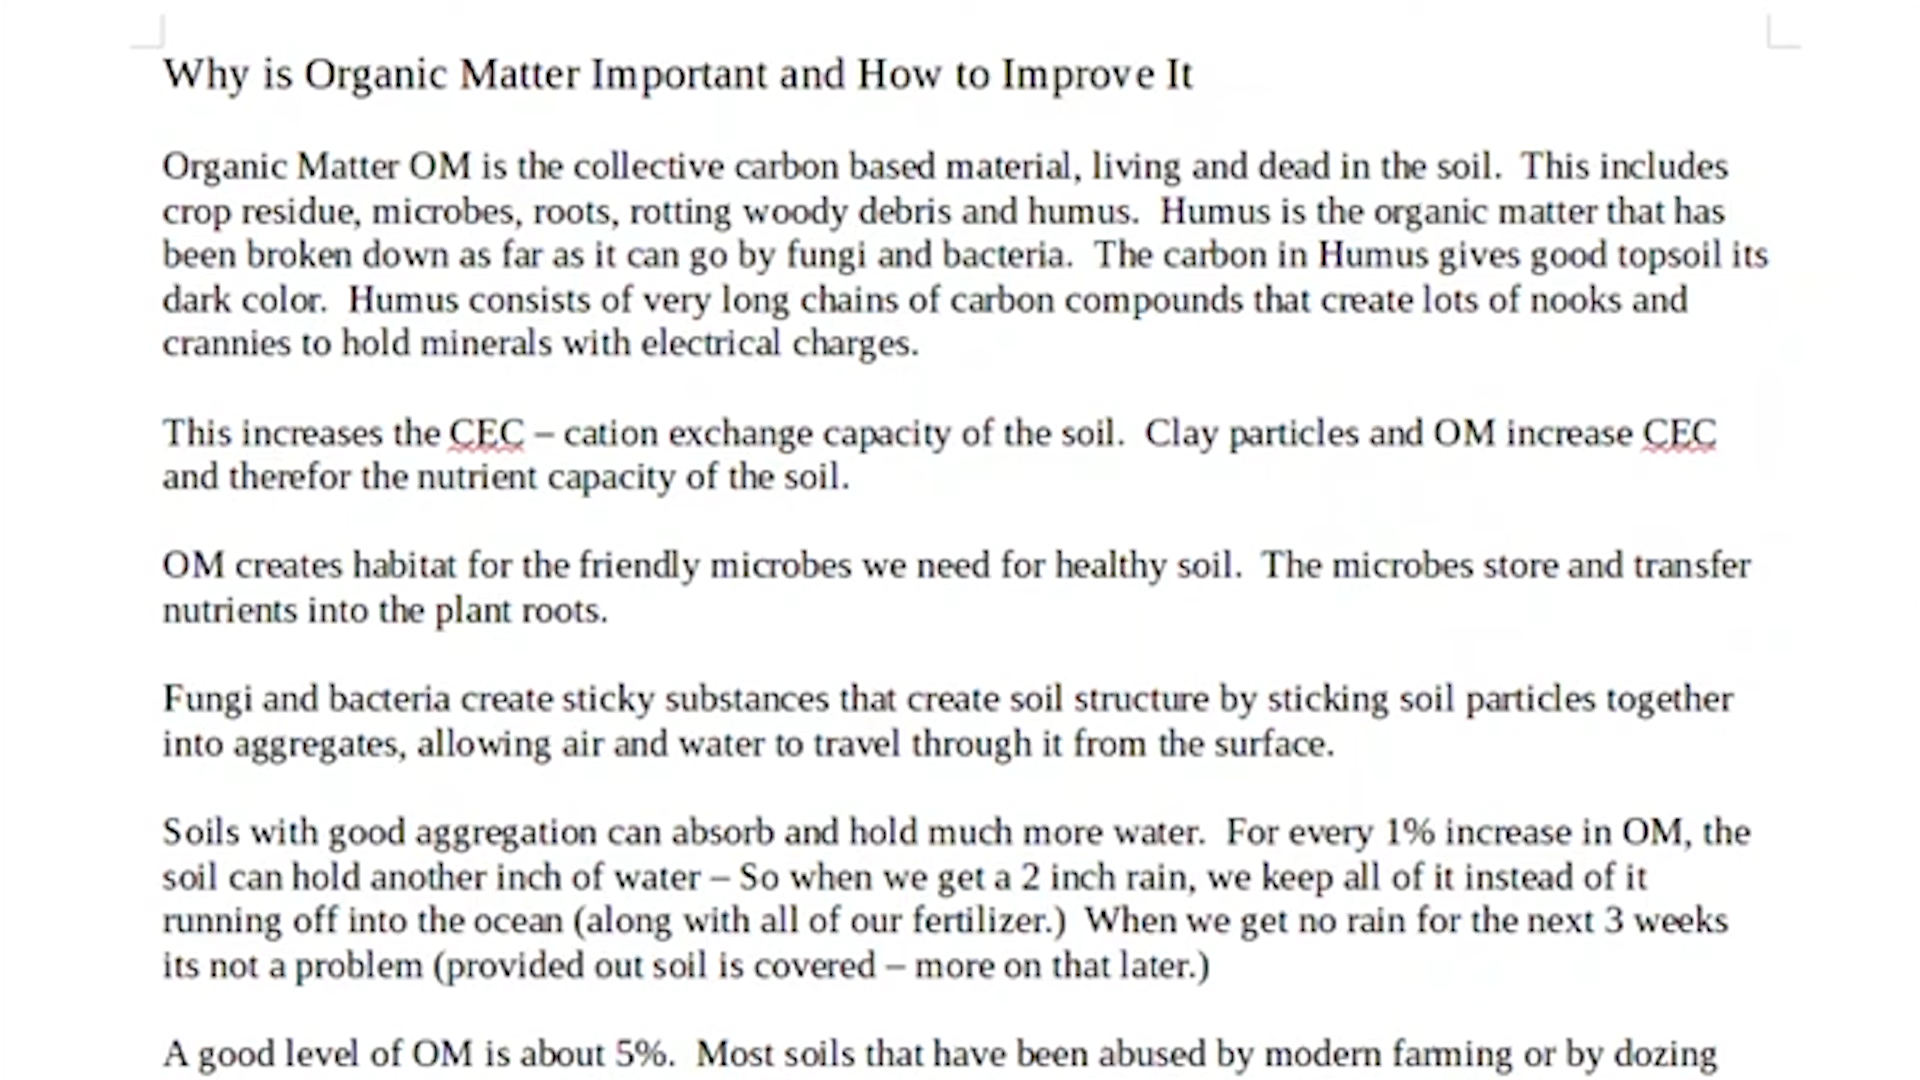 Why is Organic Matter Important and How to Improve It
Organic Matter OM is the collective carbon based material, living and dead in the soil.  This includes
crop residue, microbes, roots, rotting woody debris and humus.  Humus is the organic matter that has
been broken down as far as it can go by fungi and bacteria.  The carbon in Humus gives good topsoil its
dark color.  Humus consists of very long chains of carbon compounds that create lots of nooks and
crannies to hold minerals with electrical charges.
This increases the CEC – cation exchange capacity of the soil.  Clay particles and OM increase CEC
and therefor the nutrient capacity of the soil.
OM creates habitat for the friendly microbes we need for healthy soil.  The microbes store and transfer
nutrients into the plant roots.
Fungi and bacteria create sticky substances that create soil structure by sticking soil particles together
into aggregates, allowing air and water to travel through it from the surface.
Soils with good aggregation can absorb and hold much more water.  For every 1% increase in OM, the
soil can hold another inch of water – So when we get a 2 inch rain, we keep all of it instead of it
running off into the ocean (along with all of our fertilizer.)  When we get no rain for the next 3 weeks
its not a problem (provided out soil is covered – more on that later.)
A good level of OM is about 5%.  Most soils that have been abused by modern farming or by dozing